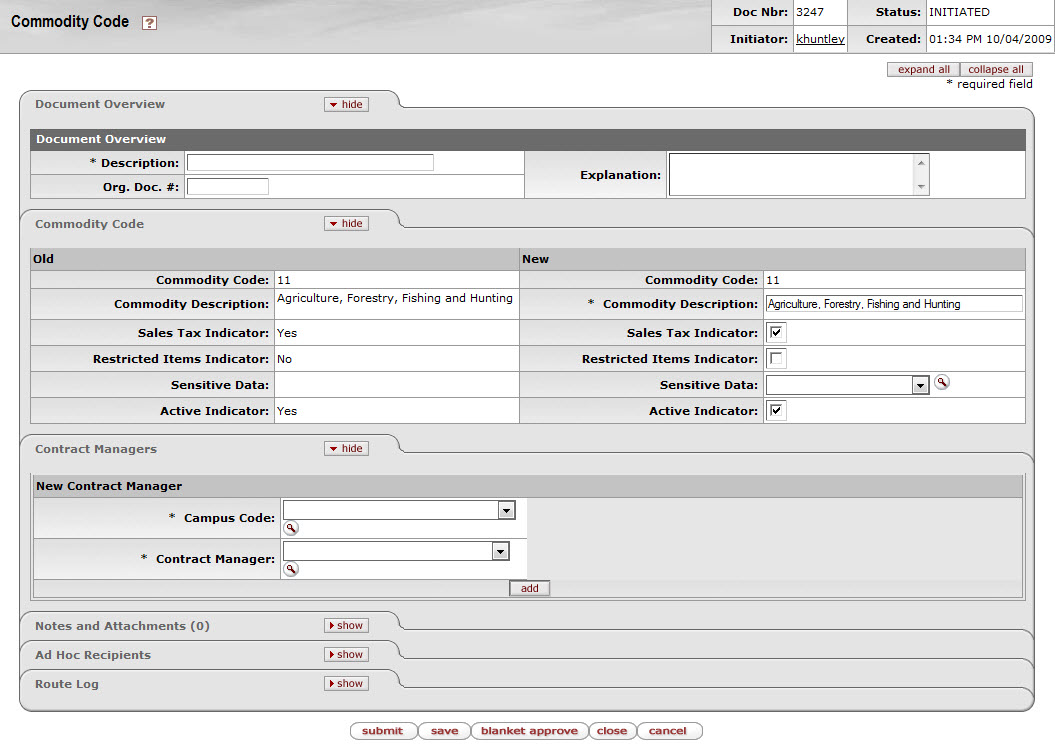 Commodity Code ?
Doc Nbr: 3247 Status: INITIATED
Initiator: khuntley Created: 01:34 PM 10/04/2009
expand all collapse all
* required field
Document Overview hide
Document Overview
* Description:
Explanation:
Org. Doc. #:
Commodity Code hide
Old New
Commodity Code: 11 Commodity Code: 11
Commodity Description: Agriculture, Forestry, Fishing and Hunting * Commodity Description: Agriculture, Forestry, Fishing and Hunting
Sales Tax Indicator: Yes Sales Tax Indicator:
Restricted Items Indicator: No Restricted Items Indicator:
Sensitive Data: Sensitive Data:
Active Indicator: Yes Active Indicator:
Contract Managers hide
New Contract Manager
* Campus Code:
* Contract Manager:
add
Notes and Attachments (0) show
Ad Hoc Recipients show
Route Log show
submit save blanket approve close cancel